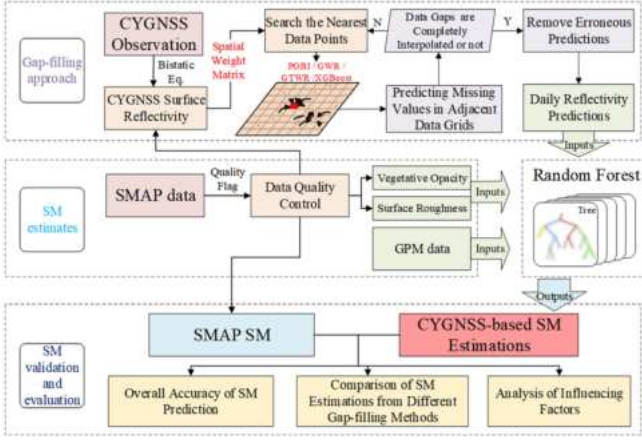 Gap-filling
approach
CYGNSS
Observation
Bistatic
Eq.
CYGNSS Surface
Reflectivity
Spatial
Weight
Matrix
Search the Nearest
Data Points
POBI / GWR /
GTWR /XGBoost
N
Data Gaps are
Completely
Interpolated or not
Y
Predicting Missing
Values in Adjacent
Data Grids
Remove Erroneous
Predictions
Daily Reflectivity
Predictions
Inputs
SM
estimates
SMAP data
Quality
Flag
Data Quality
Control
Vegetative Opacity
Surface Roughness
Inputs
GPM data
Inputs
Random Forest
Tree
Outputs
SM
validation
and
evaluation
SMAP SM
CYGNSS-based SM
Estimations
Overall Accuracy of SM
Prediction
Comparison of SM
Estimations from Different
Gap-filling Methods
Analysis of Influencing
Factors